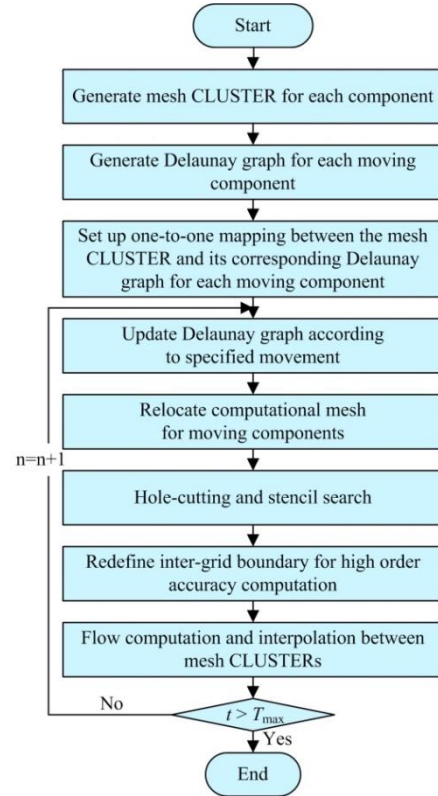 Start
Generate mesh CLUSTER for each component
Generate Delaunay graph for each moving
component
Set up one-to-one mapping between the mesh
CLUSTER and its corresponding Delaunay
graph for each moving component
Update Delaunay graph according
to specified movement
Relocate computational mesh
for moving components
n=n+1
Hole-cutting and stencil search
Redefine inter-grid boundary for high order
accuracy computation
Flow computation and interpolation between
mesh CLUSTERs
No
t > Tmax
Yes
End